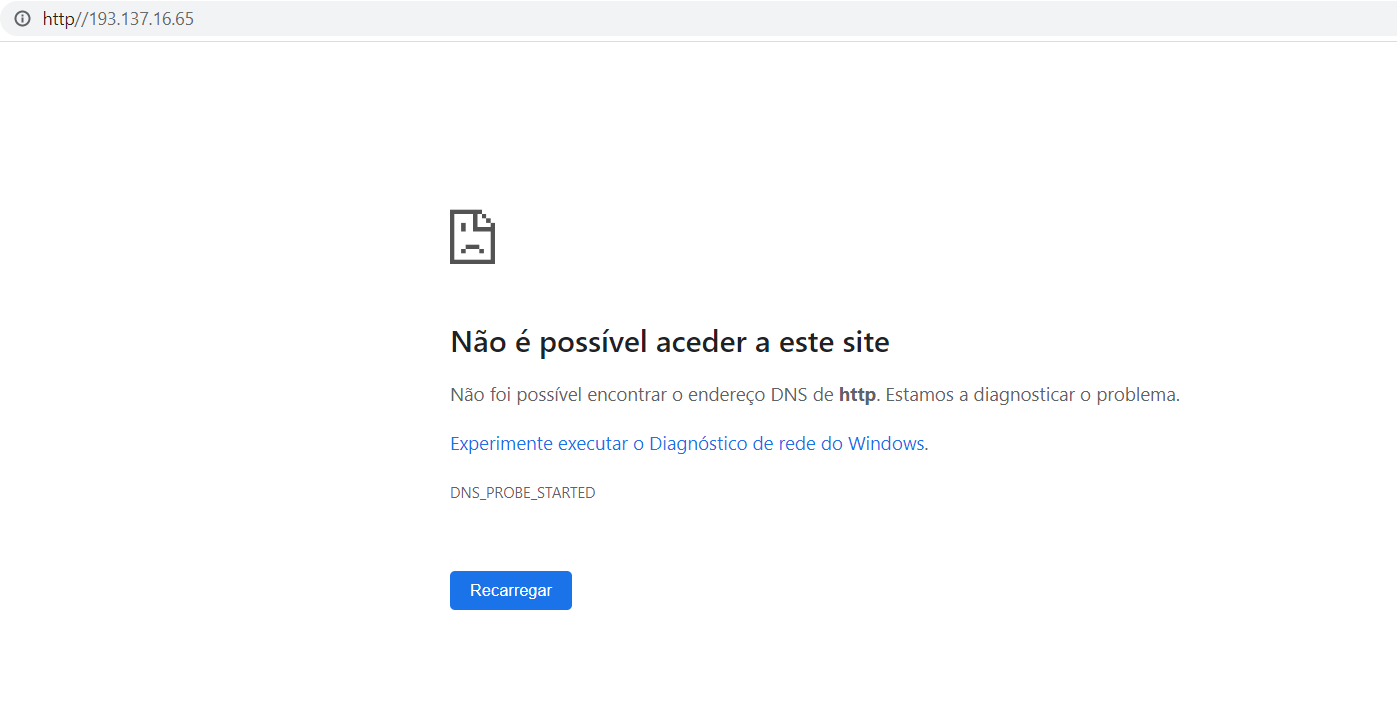 http//193.137.16.65
Não é possível aceder a este site
Não foi possível encontrar o endereço DNS de http. Estamos a diagnosticar o problema.
Experimente executar o Diagnóstico de rede do Windows.
DNS_PROBE_STARTED
Recarregar